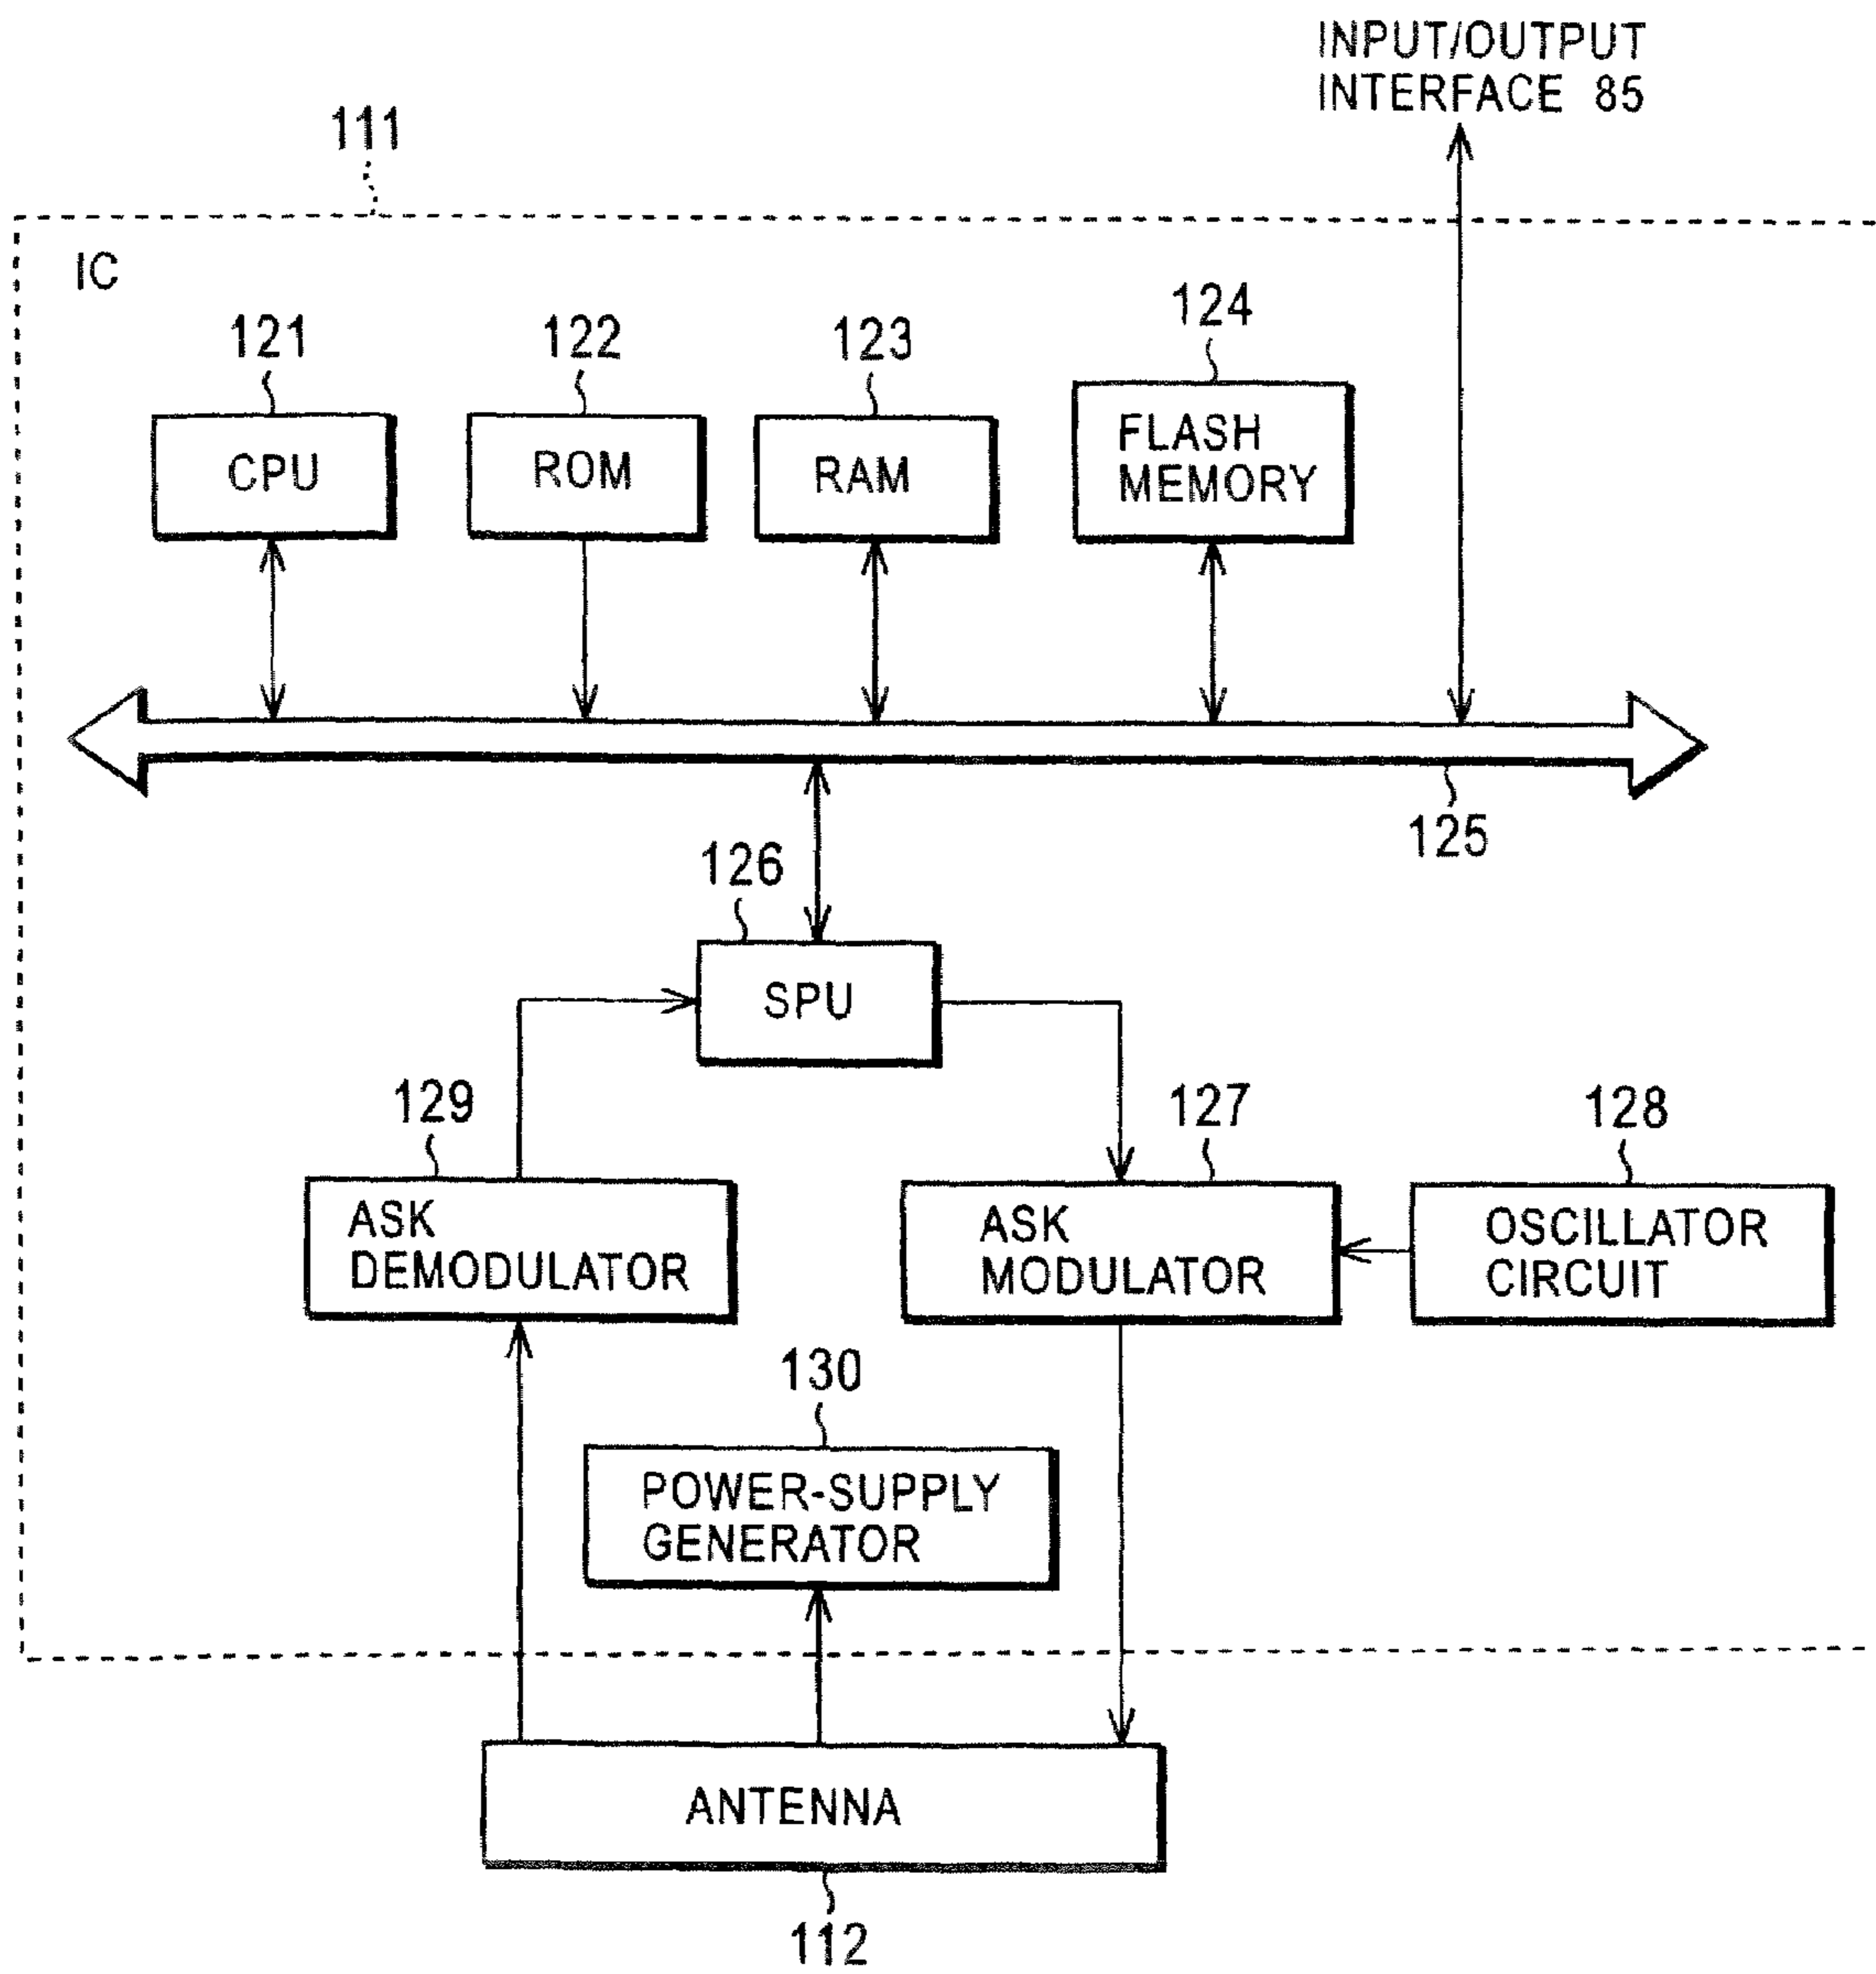 INPUT/OUTPUT
INTERFACE 85
111
IC
121
122
123
124
CPU
ROM
RAM
FLASH
MEMORY
125
126
SPU
129
127
128
ASK
DEMODULATOR
ASK
MODULATOR
OSCILLATOR
CIRCUIT
130
POWER-SUPPLY
GENERATOR
ANTENNA
112